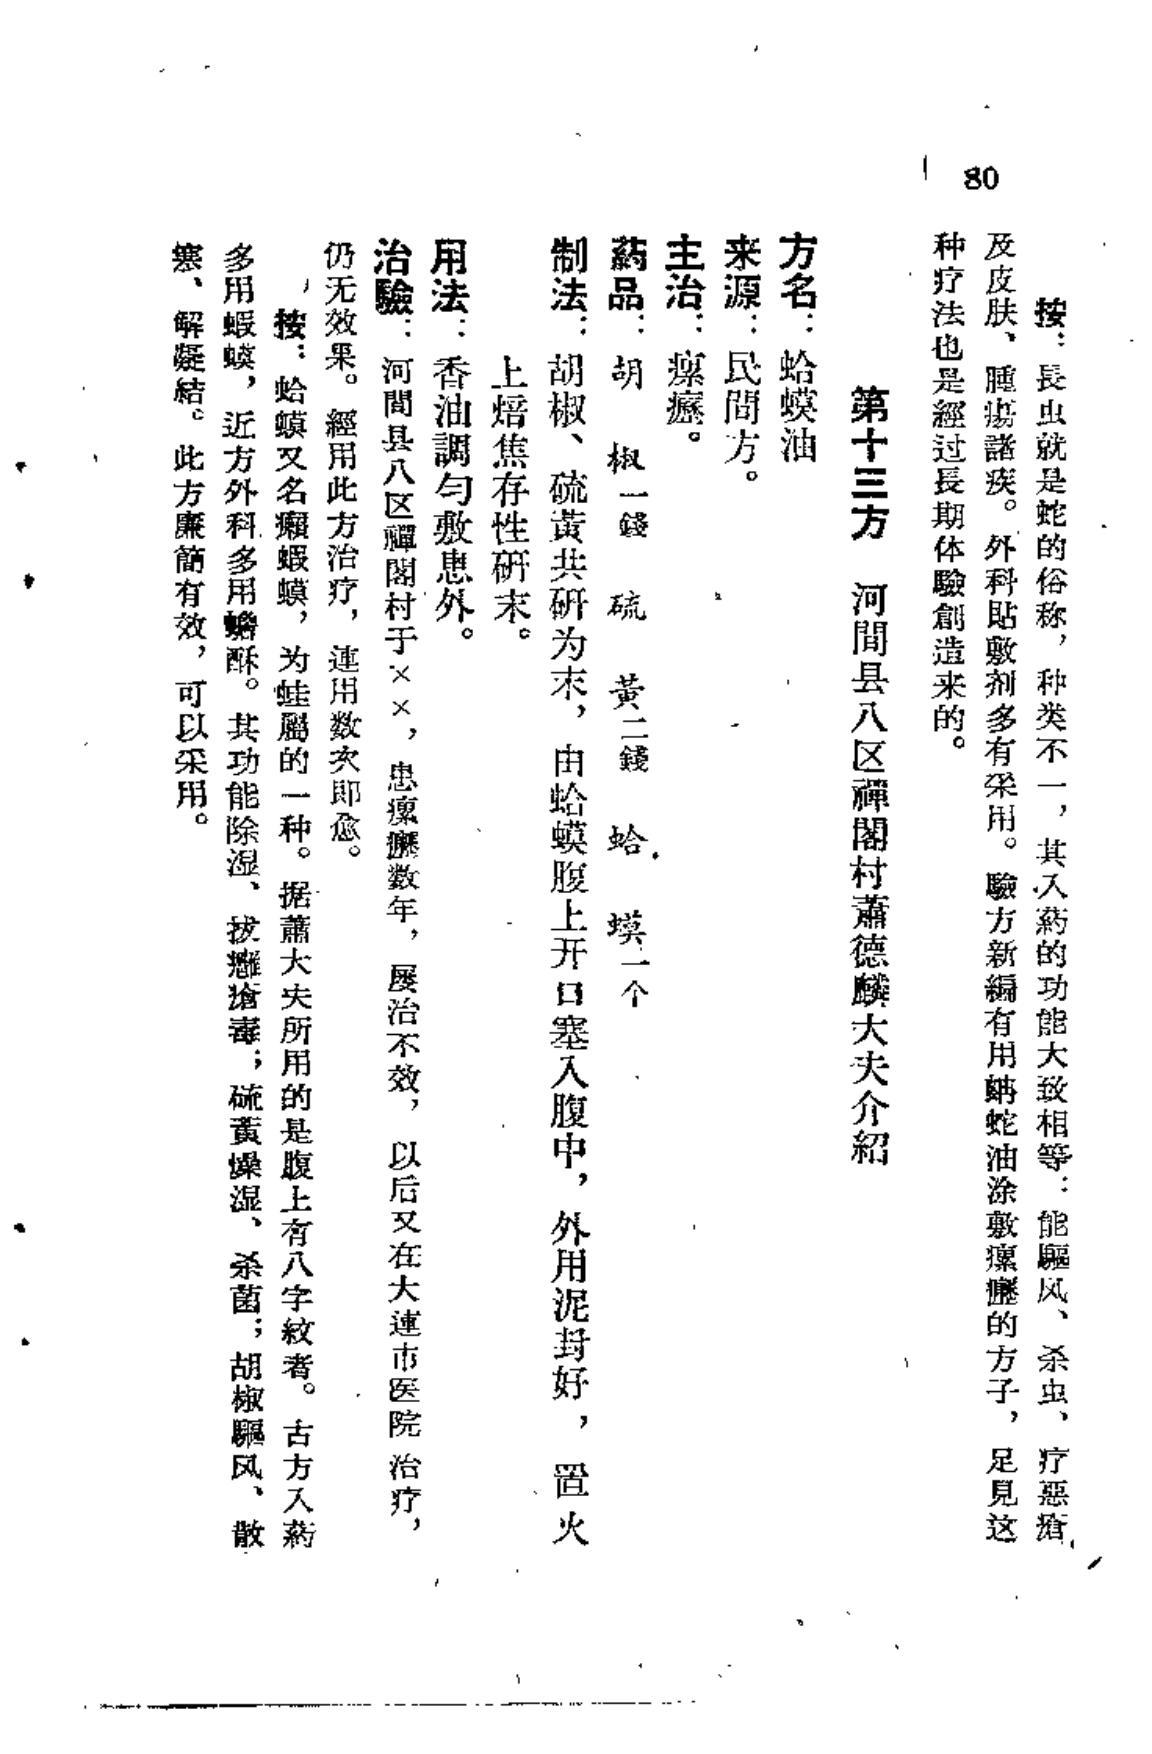 80
按：長虫就是蛇的俗称，种类不一，其入葯的功能大致相等：能驅风、杀虫、疗惡瘡
及皮肤、腫瘍諸疾。外科貼敷剂多有采用。驗方新編有用蚺蛇油涂敷瘰癧的方子，足見这
种疗法也是經过長期体驗創造来的。
第十三方　河間县八区禪閣村蕭德麟大夫介紹
方名：蛤蟆油
来源：民間方。
主治：瘰癧。
葯品：胡　椒一錢　硫　黃二錢　蛤　蟆一个
制法：胡椒、硫黃共研为末，由蛤蟆腹上开口塞入腹中，外用泥封好，置火
上焙焦存性研末。
用法：香油調勻敷患外。
治驗：河間县八区禪閣村于××，患瘰癧数年，屡治不效，以后又在大連市医院治疗，
仍无效果。經用此方治疗，連用数次即愈。
按：蛤蟆又名癩蝦蟆，为蛙屬的一种。据蕭大夫所用的是腹上有八字紋者。古方入葯
多用蝦蟆，近方外科多用蟾酥。其功能除湿、拔癰瘡毒；硫黃燥湿、杀菌；胡椒驅风、散
寒、解凝結。此方廉簡有效，可以采用。